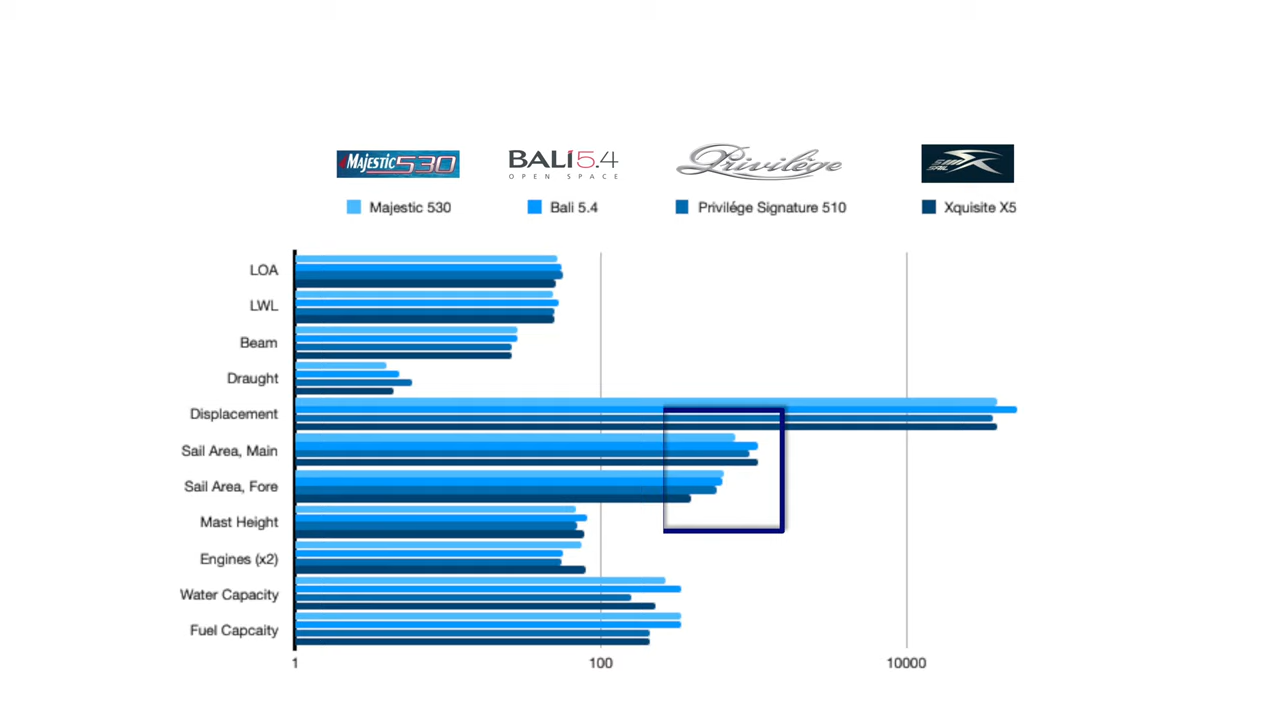 Majestic 530
BALI 5.4
OPEN SPACE
Privilège
SAIL X
Majestic 530
Bali 5.4
Privilége Signature 510
Xquisite X5
LOA
LWL
Beam
Draught
Displacement
Sail Area, Main
Sail Area, Fore
Mast Height
Engines (x2)
Water Capacity
Fuel Capcaity
1
100
10000